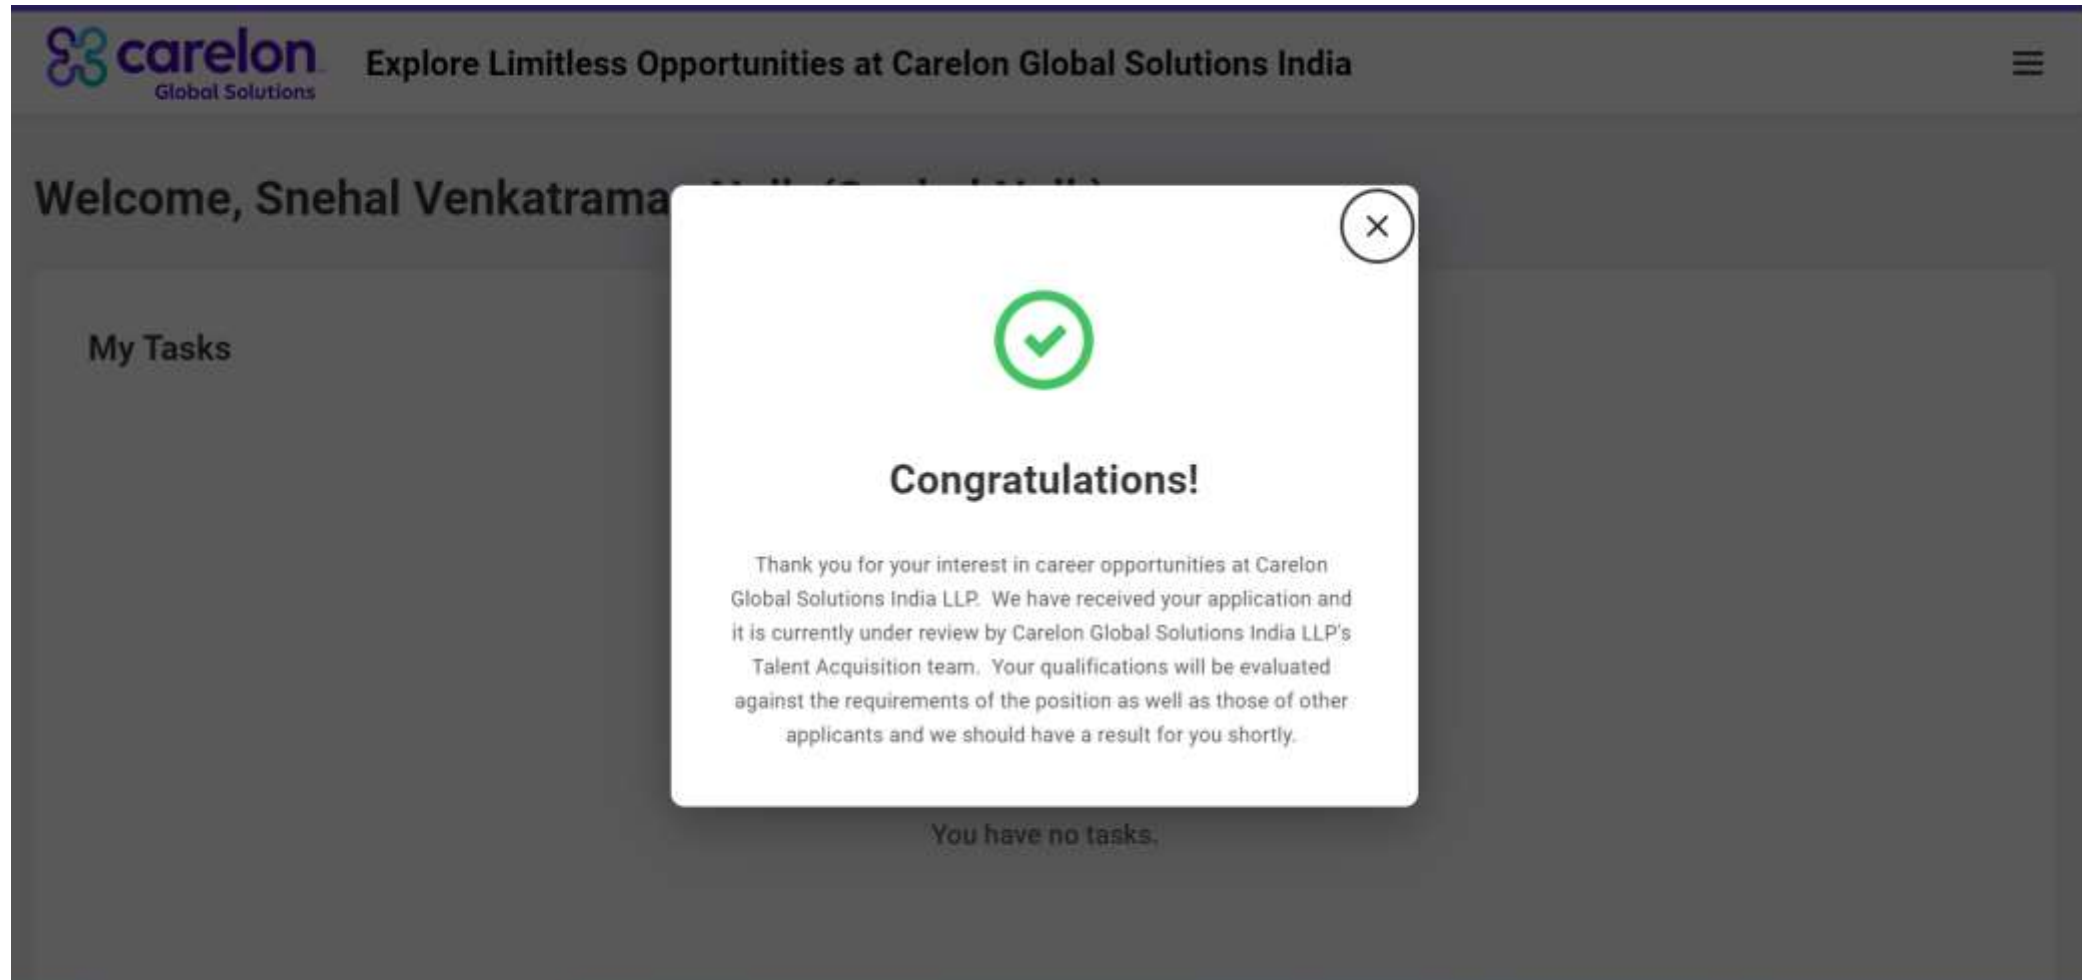 carelon
Global Solutions
Explore Limitless Opportunities at Carelon Global Solutions India
Welcome, Snehal
My Tasks
Congratulations!
Thank you for your interest in career opportunities at Carelon
Global Solutions India LLP. We have received your application and
it is currently under review by Carelon Global Solutions India LLP's
Talent Acquisition team. Your qualifications will be evaluated
against the requirements of the position as well as those of other
applicants and we should have a result for you shortly.
You have no tasks.